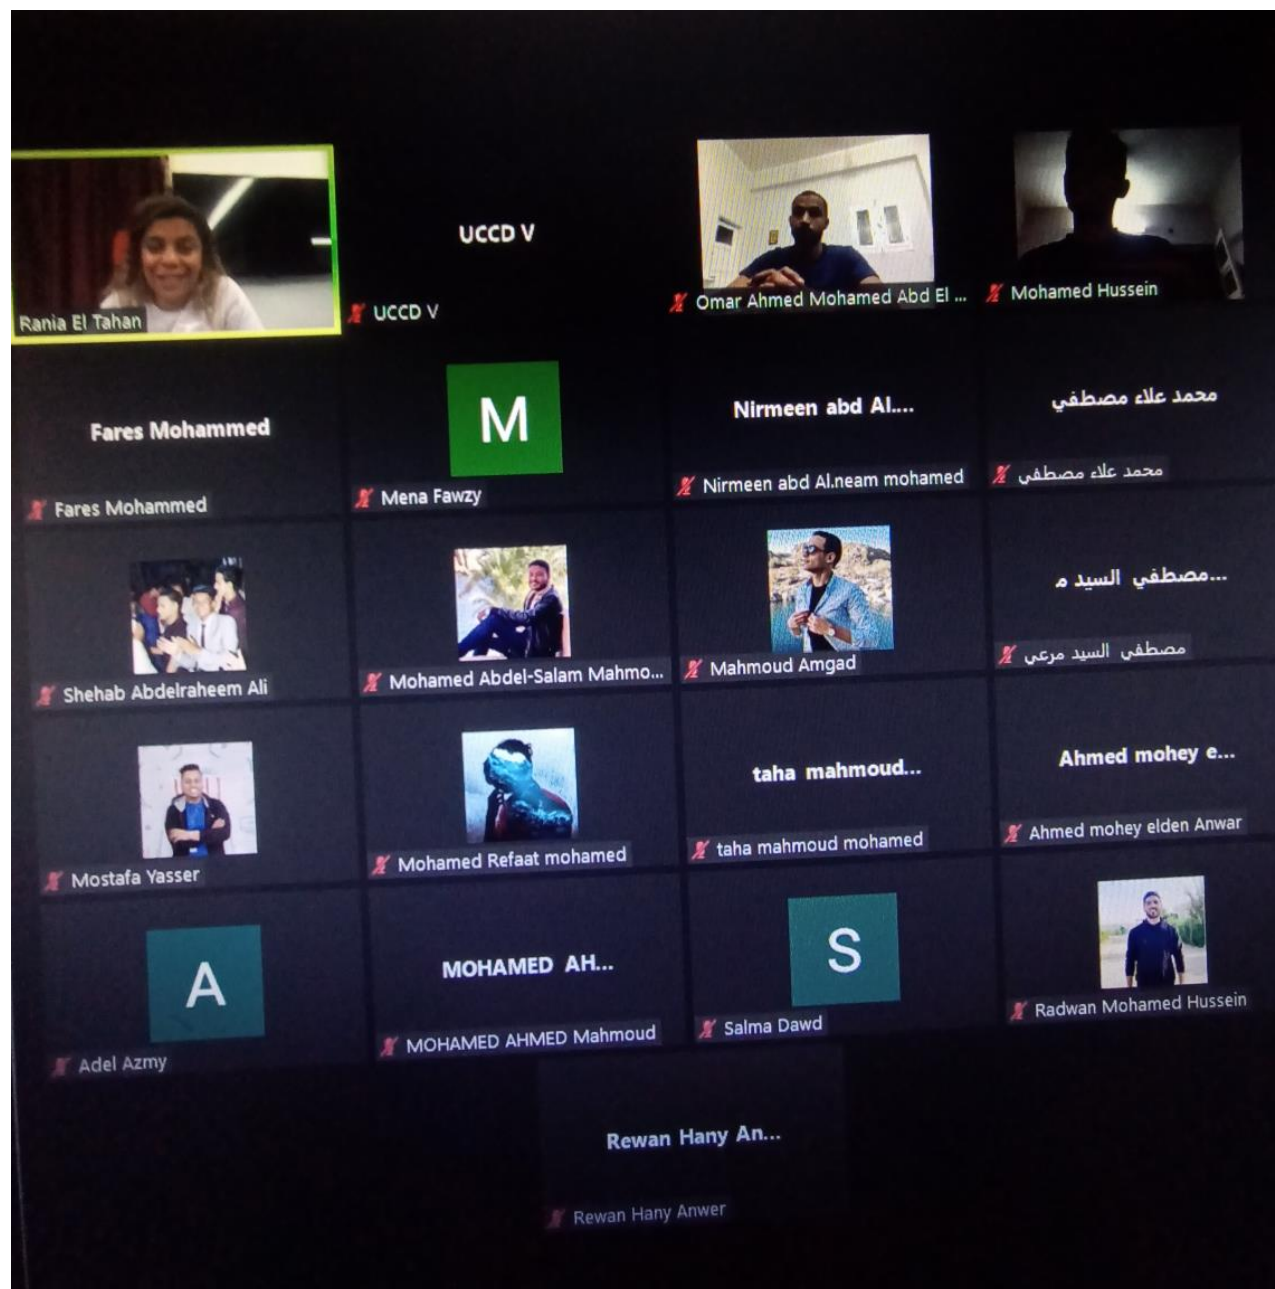 Rania El Tahan
UCCD V
UCCD V
Omar Ahmed Mohamed Abd El ...
Mohamed Hussein
Fares Mohammed
Fares Mohammed
M
Mena Fawzy
Nirmeen abd Al....
Nirmeen abd Al.neam mohamed
محمد علاء مصطفي
محمد علاء مصطفي
Shehab Abdelraheem Ali
Mohamed Abdel-Salam Mahmo...
Mahmoud Amgad
مصطفي السيد م...
مصطفي السيد مرعي
Mostafa Yasser
Mohamed Refaat mohamed
taha mahmoud...
taha mahmoud mohamed
Ahmed mohey e...
Ahmed mohey elden Anwar
A
Adel Azmy
MOHAMED AH...
MOHAMED AHMED Mahmoud
S
Salma Dawd
Radwan Mohamed Hussein
Rewan Hany An...
Rewan Hany Anwer